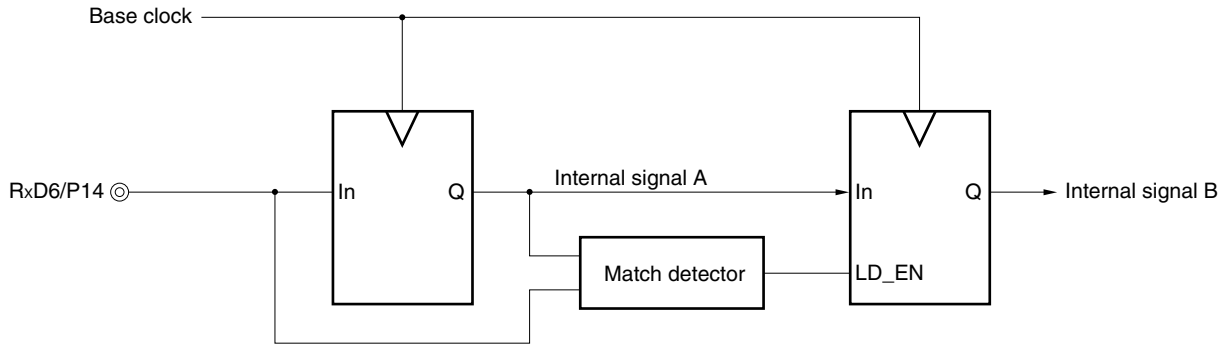 Base clock
RxD6/P14
In
Q
Internal signal A
In
Q
Internal signal B
Match detector
LD_EN